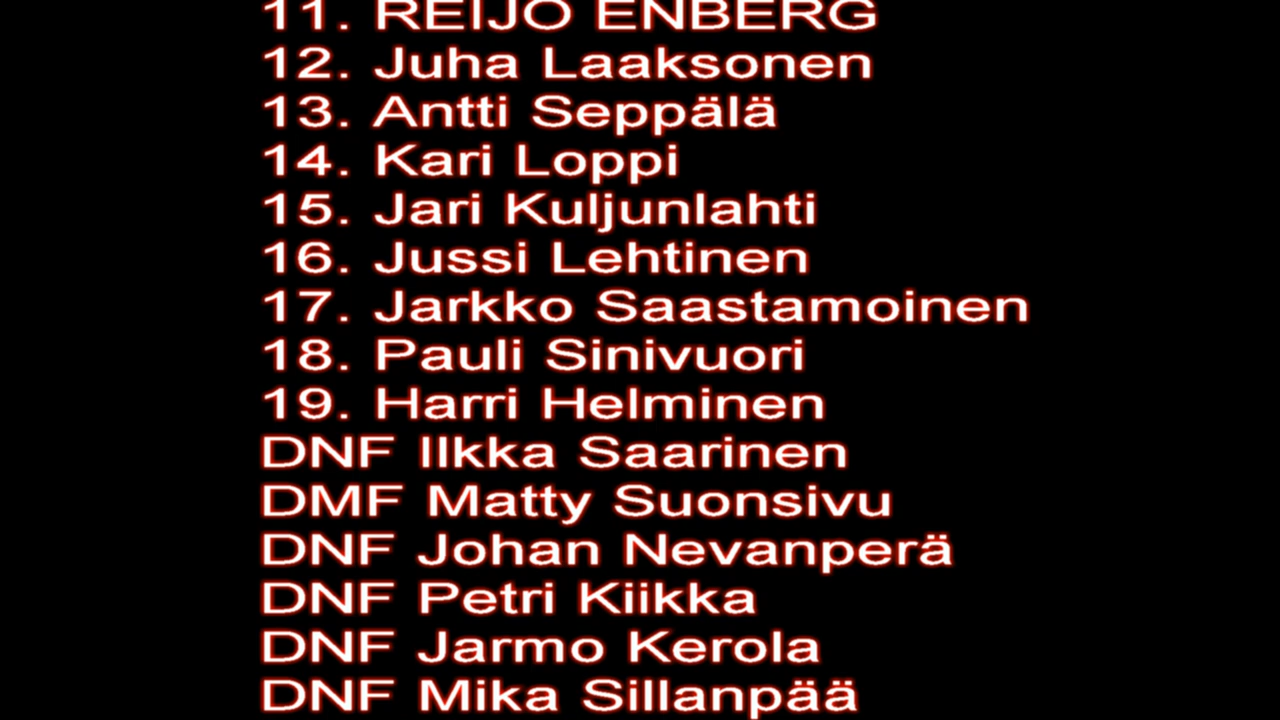 11. REIJO ENBERG
12. Juha Laaksonen
13. Antti Seppälä
14. Kari Loppi
15. Jari Kuljunlahti
16. Jussi Lehtinen
17. Jarkko Saastamoinen
18. Pauli Sinivuori
19. Harri Helminen
DNF Ilkka Saarinen
DMF Matty Suonsivu
DNF Johan Nevanperä
DNF Petri Kiikka
DNF Jarmo Kerola
DNF Mika Sillanpää